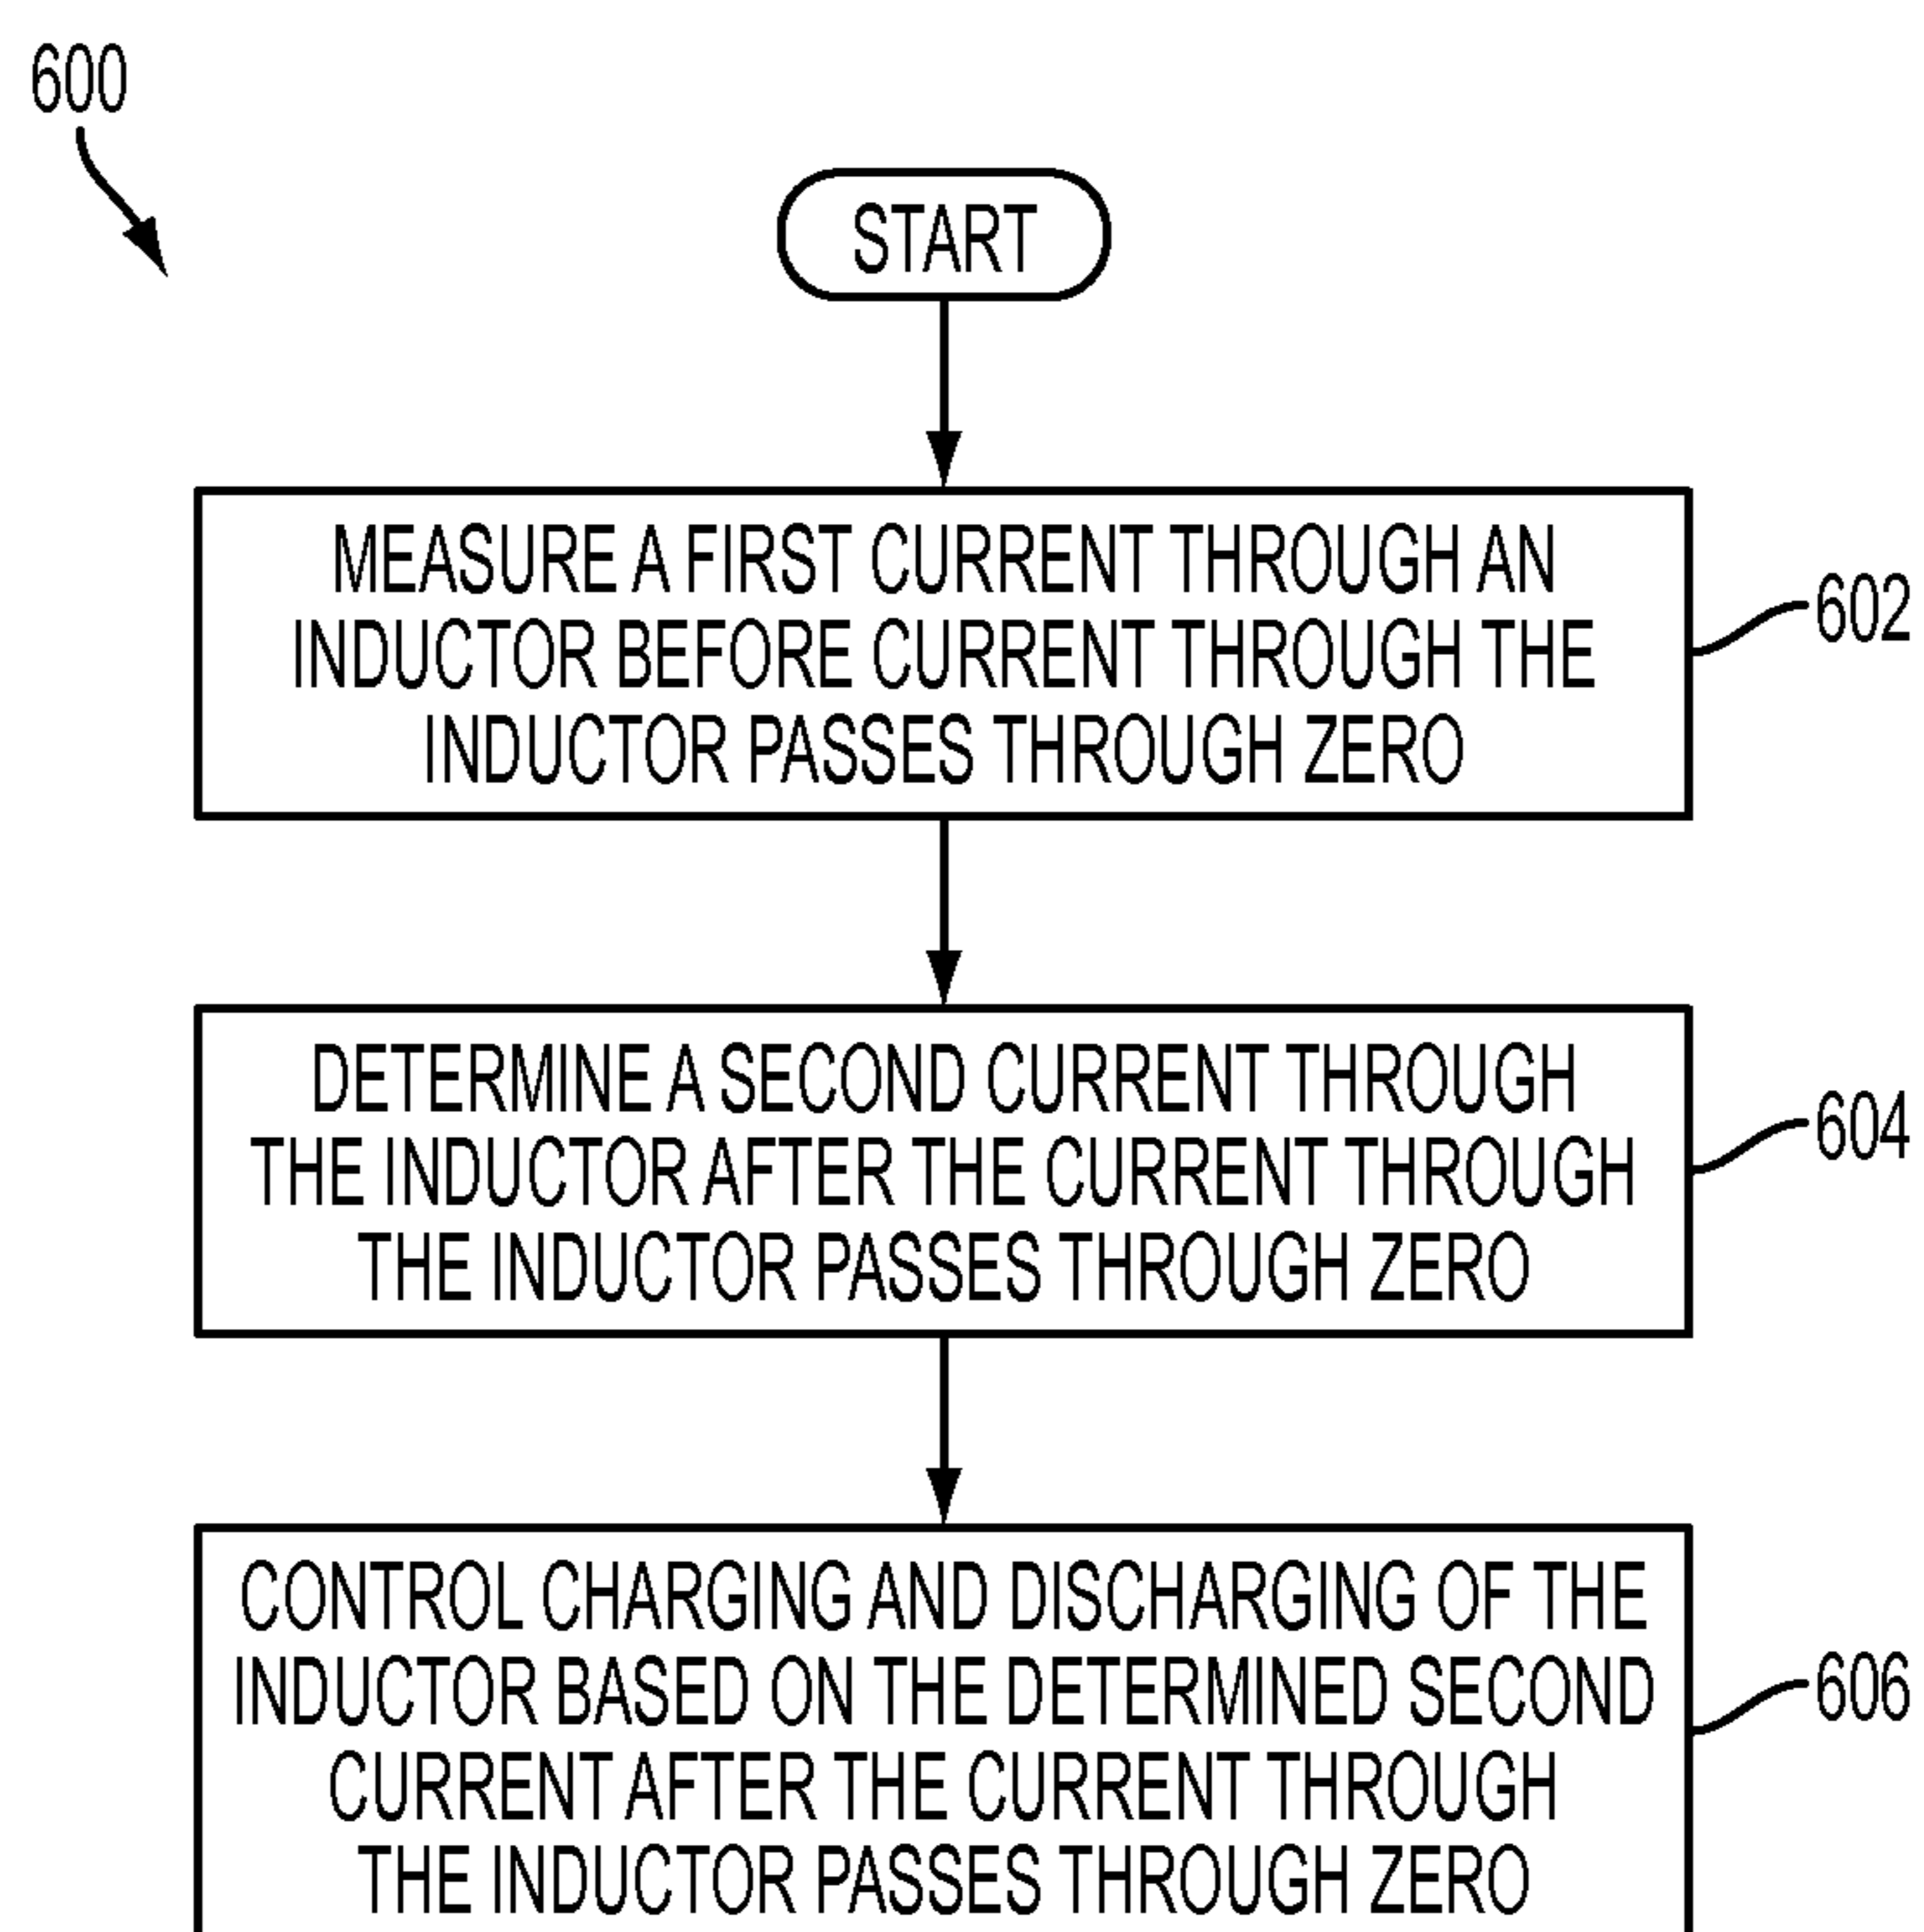 600
START
MEASURE A FIRST CURRENT THROUGH AN
INDUCTOR BEFORE CURRENT THROUGH THE
INDUCTOR PASSES THROUGH ZERO
602
DETERMINE A SECOND CURRENT THROUGH
THE INDUCTOR AFTER THE CURRENT THROUGH
THE INDUCTOR PASSES THROUGH ZERO
604
CONTROL CHARGING AND DISCHARGING OF THE
INDUCTOR BASED ON THE DETERMINED SECOND
CURRENT AFTER THE CURRENT THROUGH
THE INDUCTOR PASSES THROUGH ZERO
606